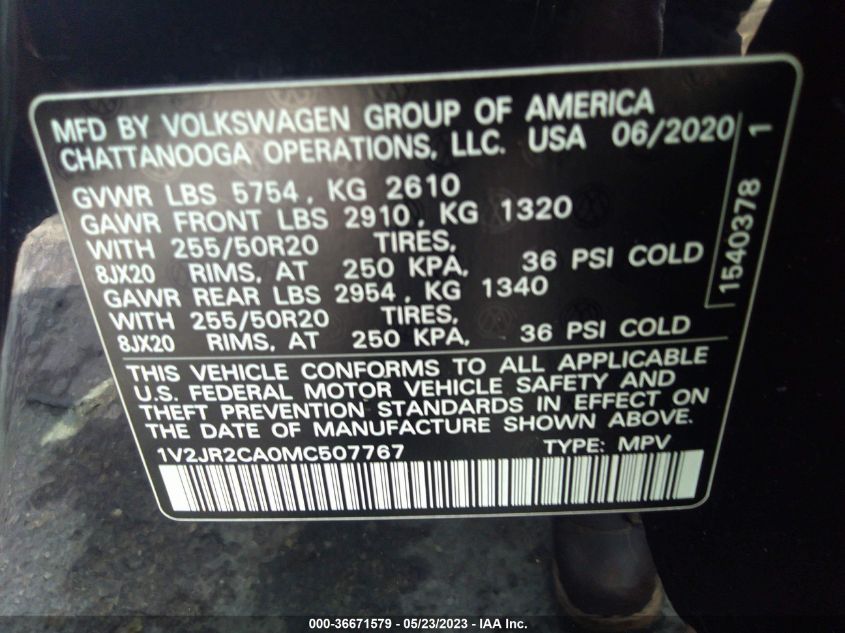 MFD BY VOLKSWAGEN GROUP OF AMERICA
CHATTANOOGA OPERATIONS, LLC. USA 06/2020
GVWR LBS 5754, KG 2610
GAWR FRONT LBS 2910, KG 1320
WITH 255/50R20 TIRES,
8JX20 RIMS, AT 250 KPA, 36 PSI COLD
GAWR REAR LBS 2954, KG 1340
WITH 255/50R20 TIRES,
8JX20 RIMS, AT 250 KPA, 36 PSI COLD
THIS VEHICLE CONFORMS TO ALL APPLICABLE
U.S. FEDERAL MOTOR VEHICLE SAFETY AND
THEFT PREVENTION STANDARDS IN EFFECT ON
THE DATE OF MANUFACTURE SHOWN ABOVE.
1V2JR2CA0MC507767 TYPE: MPV
1540378 1
000-36671579 - 05/23/2023 - IAA Inc.